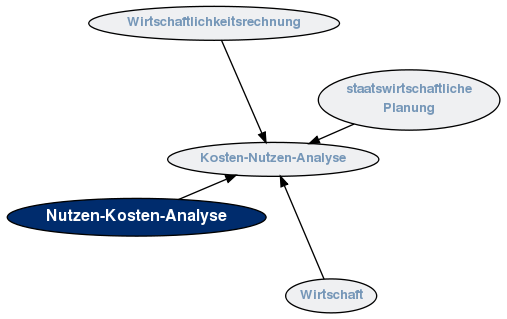 Wirtschaftlichkeitsrechnung
staatswirtschaftliche
Planung
Kosten-Nutzen-Analyse
Nutzen-Kosten-Analyse
Wirtschaft